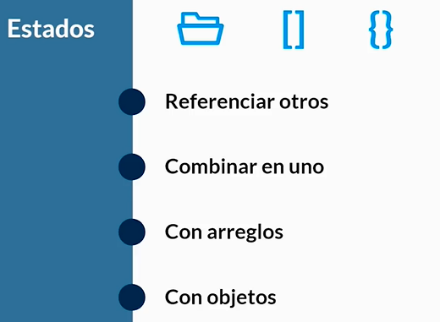 Estados
[]
{}
Referenciar otros
Combinar en uno
Con arreglos
Con objetos